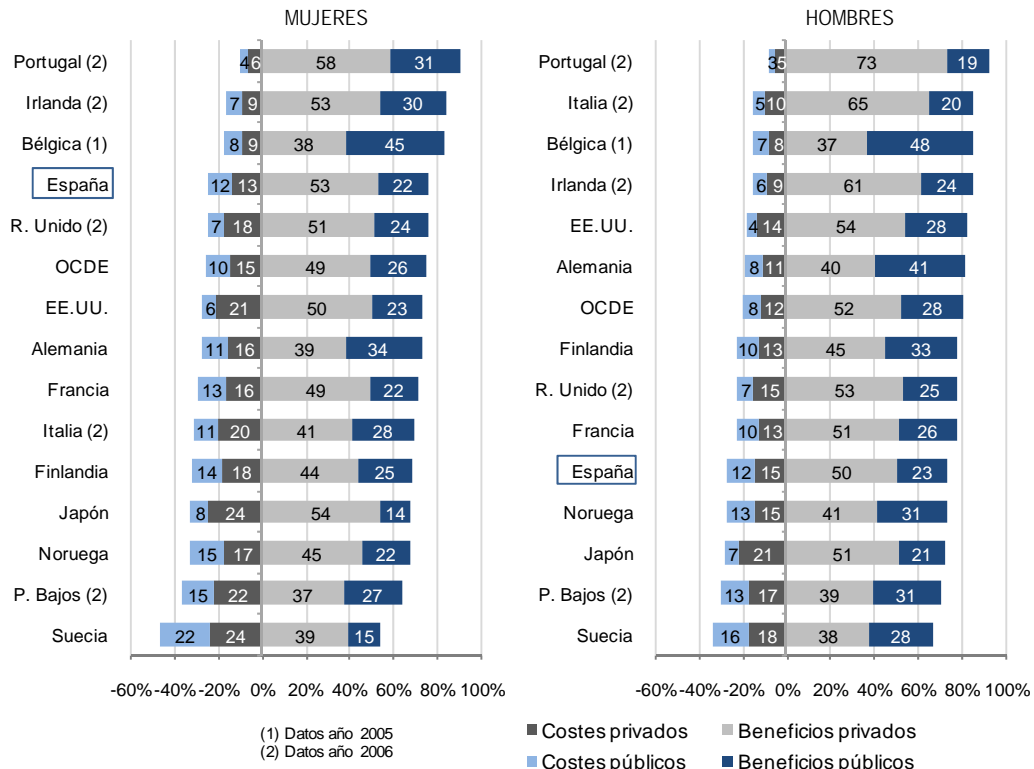 MUJERES
Portugal (2) 4 6 58 31
Irlanda (2) 7 9 53 30
Bélgica (1) 8 9 38 45
España 12 13 53 22
R. Unido (2) 7 18 51 24
OCDE 10 15 49 26
EE.UU. 6 21 50 23
Alemania 11 16 39 34
Francia 13 16 49 22
Italia (2) 11 20 41 28
Finlandia 14 18 44 25
Japón 8 24 54 14
Noruega 15 17 45 22
P. Bajos (2) 15 22 37 27
Suecia 22 24 39 15
-60% -40% -20% 0% 20% 40% 60% 80% 100%
HOMBRES
Portugal (2) 3 5 73 19
Italia (2) 5 10 65 20
Bélgica (1) 7 8 37 48
Irlanda (2) 6 9 61 24
EE.UU. 4 14 54 28
Alemania 8 11 40 41
OCDE 8 12 52 28
Finlandia 10 13 45 33
R. Unido (2) 7 15 53 25
Francia 10 13 51 26
España 12 15 50 23
Noruega 13 15 41 31
Japón 7 21 51 21
P. Bajos (2) 13 17 39 31
Suecia 16 18 38 28
-60% -40% -20% 0% 20% 40% 60% 80% 100%
(1) Datos año 2005
(2) Datos año 2006
Costes privados Beneficios privados
Costes públicos Beneficios públicos